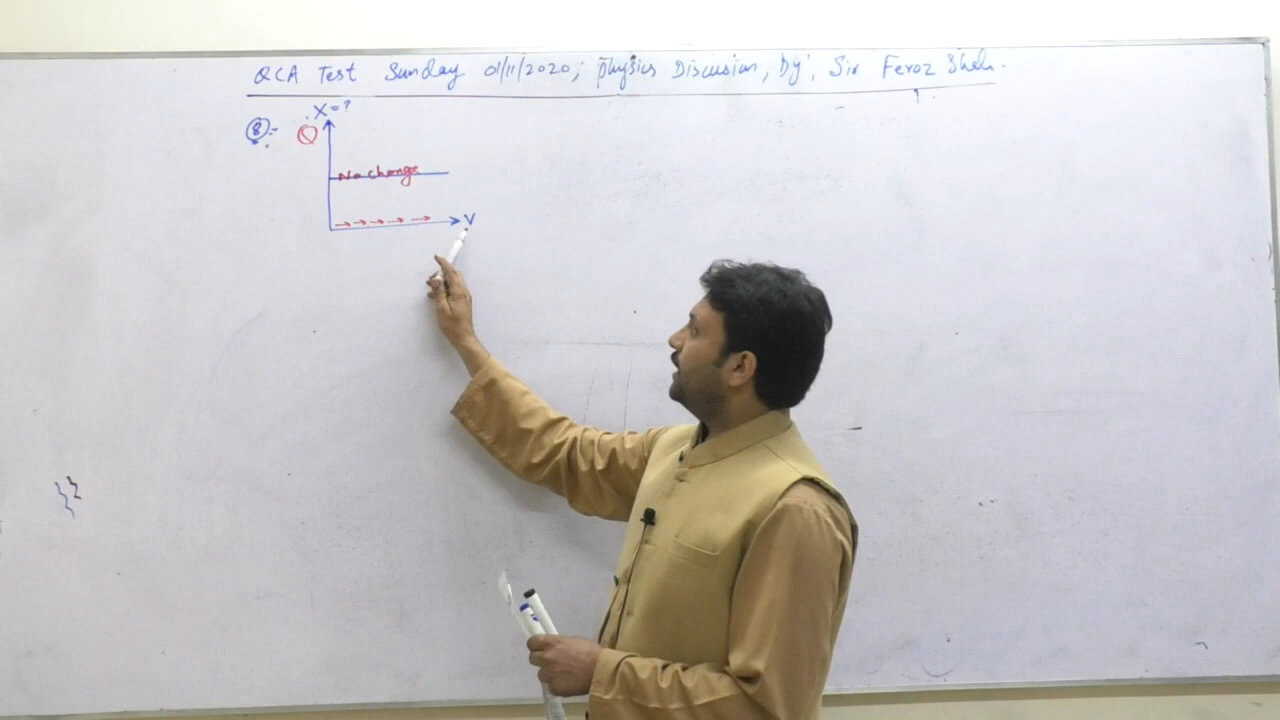 QCA Test Sunday 01/11/2020; Physics Discussion, by, Sir Feroz Shah.
X=?
8:- Q
No change
V